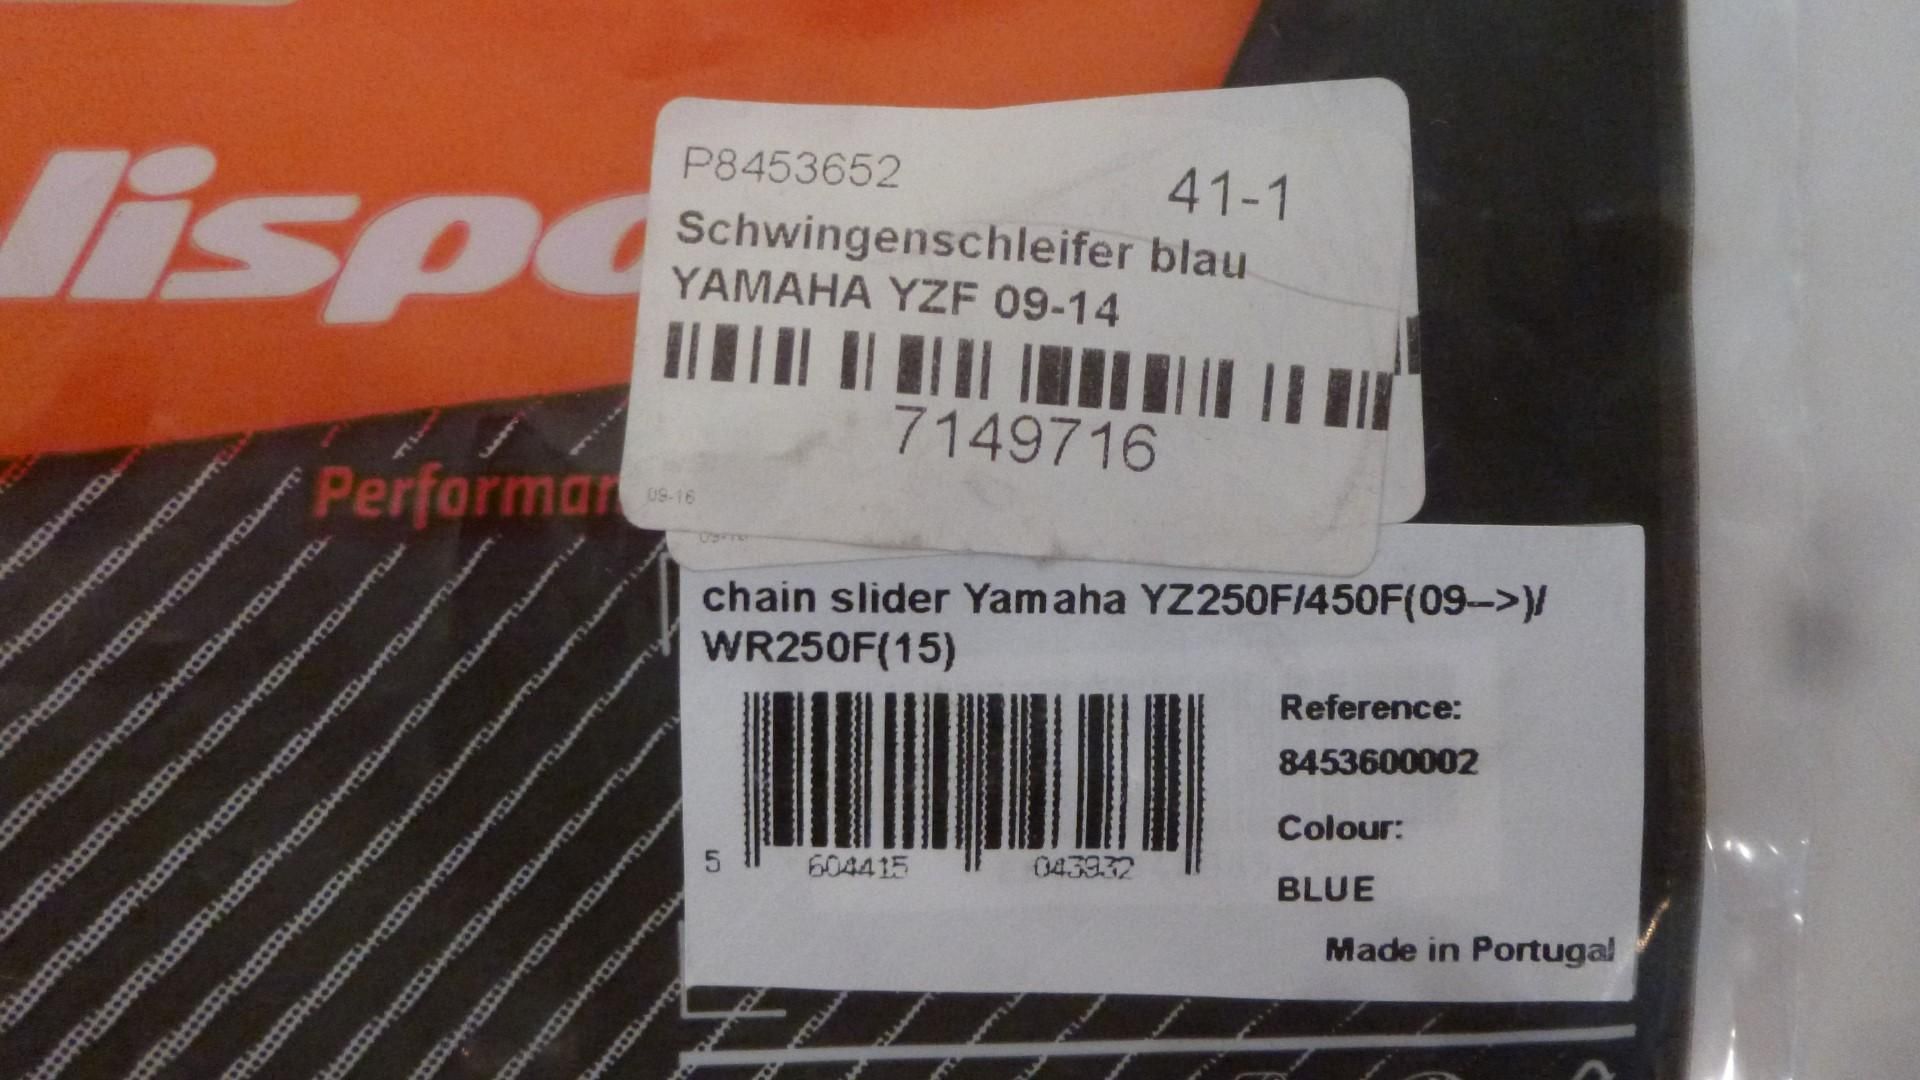 lispo
P8453652
41-1
Schwingenschleifer blau
YAMAHA YZF 09-14
7149716
09-16
Performan
chain slider Yamaha YZ250F/450F(09-->)/
WR250F(15)
Reference:
8453600002
5 604415 043932
Colour:
BLUE
Made in Portugal